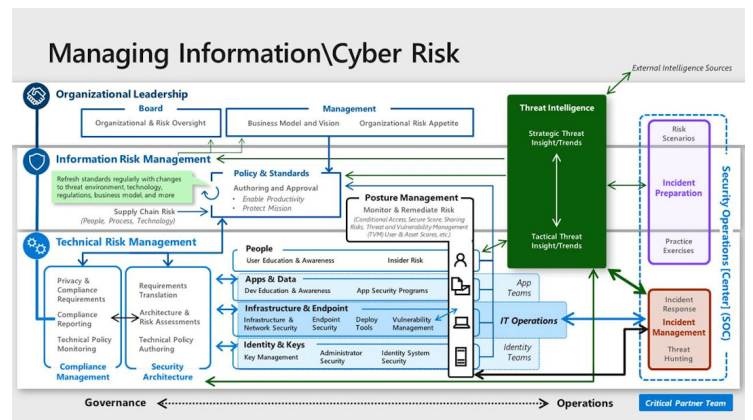 Managing Information\Cyber Risk
External Intelligence Sources
Organizational Leadership
Board
Organizational & Risk Oversight
Management
Business Model and Vision
Organizational Risk Appetite
Threat Intelligence
Strategic Threat
Insight/Trends
Tactical Threat
Insight/Trends
Information Risk Management
Refresh standards regularly with changes
to threat environment, technology,
regulations, business model, and more
Supply Chain Risk
(People, Process, Technology)
Policy & Standards
Authoring and Approval
• Enable Productivity
• Protect Mission
Posture Management
Monitor & Remediate Risk
(Conditional Access, Secure Score, Sharing
Risks, Threat and Vulnerability Management
(TVM) User & Asset Scores, etc.)
Risk
Scenarios
Incident
Preparation
Practice
Exercises
Security Operations [Center] (SOC)
Technical Risk Management
Privacy &
Compliance
Requirements
Compliance
Reporting
Technical Policy
Monitoring
Compliance
Management
Requirements
Translation
Architecture &
Risk Assessments
Technical Policy
Authoring
Security
Architecture
People
User Education & Awareness
Insider Risk
Apps & Data
Dev Education & Awareness
App Security Programs
App
Teams
Infrastructure & Endpoint
Infrastructure &
Network Security
Endpoint
Security
Deploy
Tools
Vulnerability
Management
IT Operations
Identity & Keys
Key Management
Administrator
Security
Identity System
Security
Identity
Teams
Incident
Response
Incident
Management
Threat
Hunting
Governance
Operations
Critical Partner Team